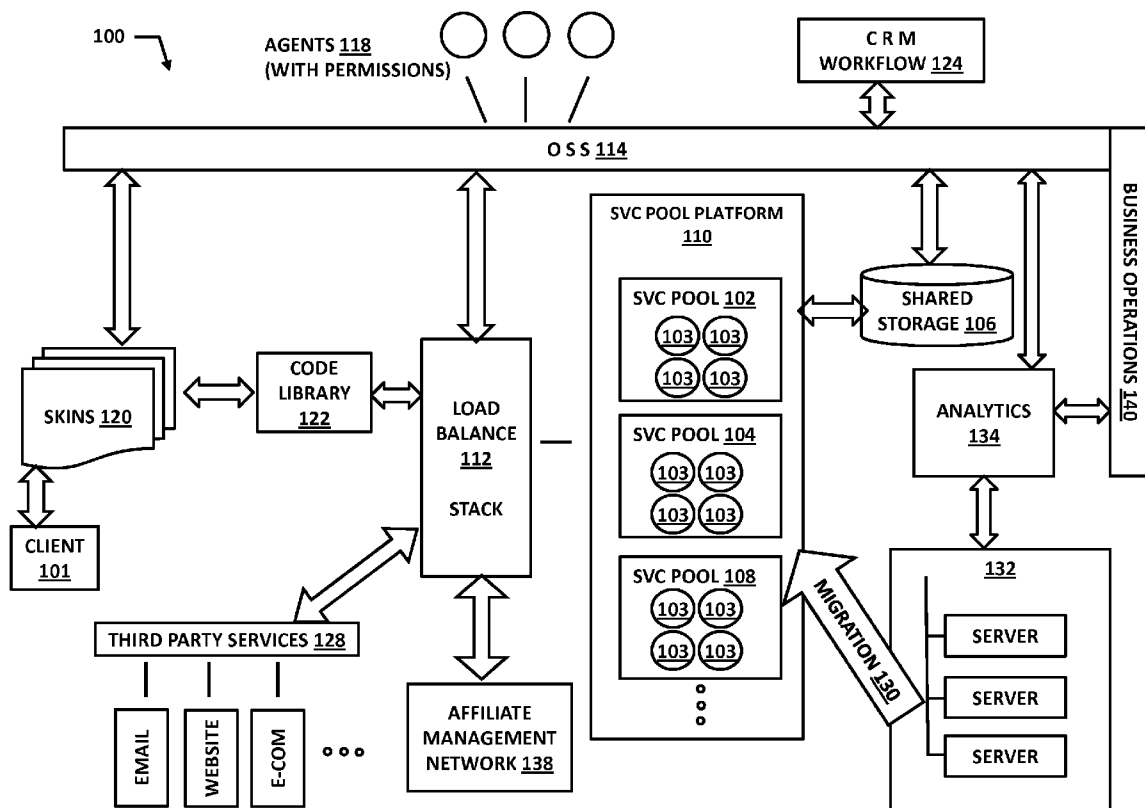 100
AGENTS 118
(WITH PERMISSIONS)
C R M
WORKFLOW 124
O S S 114
BUSINESS OPERATIONS 140
SVC POOL PLATFORM
110
SVC POOL 102
103 103
103 103
SHARED
STORAGE 106
SKINS 120
CODE
LIBRARY
122
LOAD
BALANCE
112
STACK
SVC POOL 104
103 103
103 103
ANALYTICS
134
CLIENT
101
SVC POOL 108
103 103
103 103
MIGRATION 130
132
SERVER
SERVER
SERVER
THIRD PARTY SERVICES 128
EMAIL
WEBSITE
E-COM
AFFILIATE
MANAGEMENT
NETWORK 138